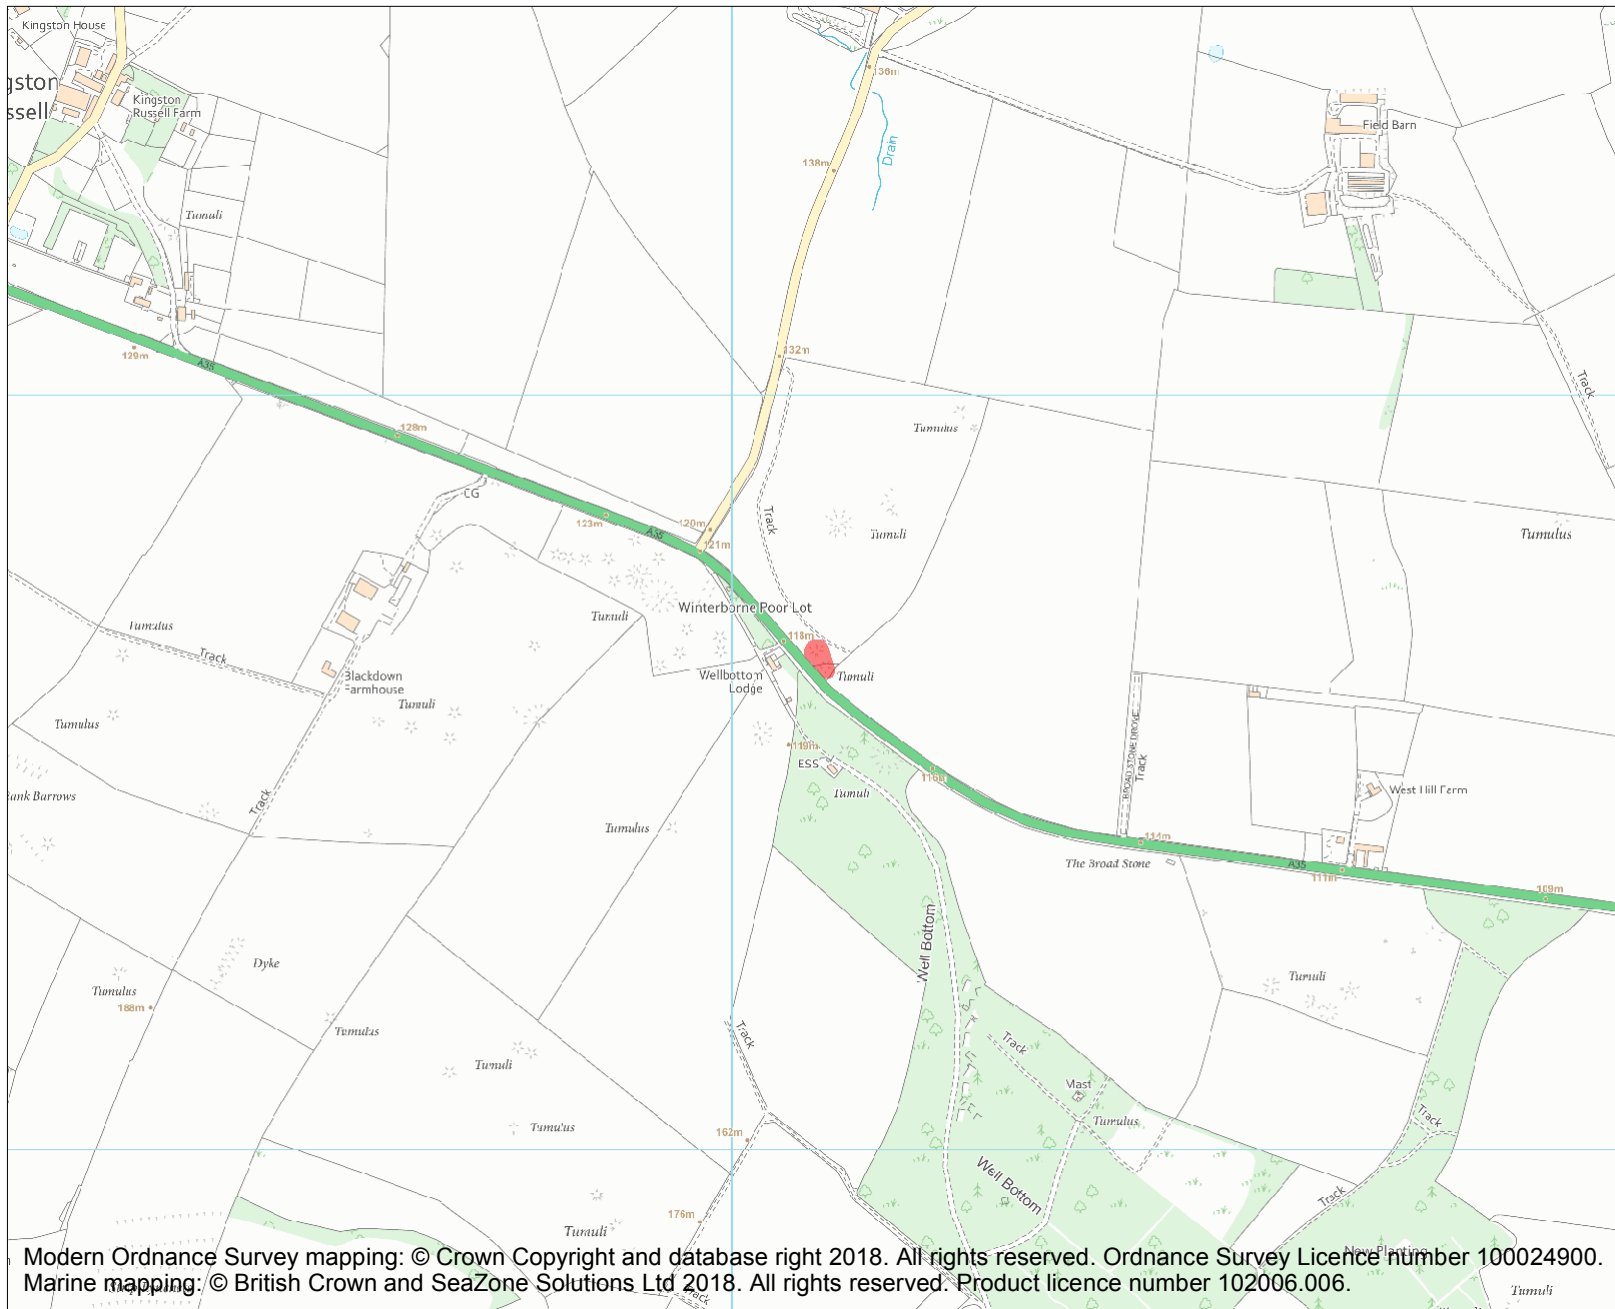 Kingston House
136m
gston
ssell
Kingston
Russell Farm
Field Barn
Drain
138m
Tumuli
132m
129m
A35
Track
128m
Tumulus
CG
Track
123m
A35
120m
121m
Tumuli
Tumulus
Winterborne Poor Lot
Tumuli
Tumulus
118m
Track
Wellbottom
Lodge
Tumuli
Blackdown
Farmhouse
Tumuli
Tumulus
119m
ESS
116m
BROAD STONE DROVE
Track
Tumuli
West Hill Farm
ank Barrows
Track
Tumulus
114m
The Broad Stone
A35
111m
109m
Well Bottom
Dyke
Tumuli
Tumulus
188m
Tumulus
Track
Track
Tumuli
Mast
Tumulus
Track
Tumulus
162m
Well Bottom
Track
176m
Tumuli
New Planting
Modern Ordnance Survey mapping: © Crown Copyright and database right 2018. All rights reserved. Ordnance Survey Licence number 100024900.
Marine mapping: © British Crown and SeaZone Solutions Ltd 2018. All rights reserved. Product licence number 102006.006.
Track
Tumuli